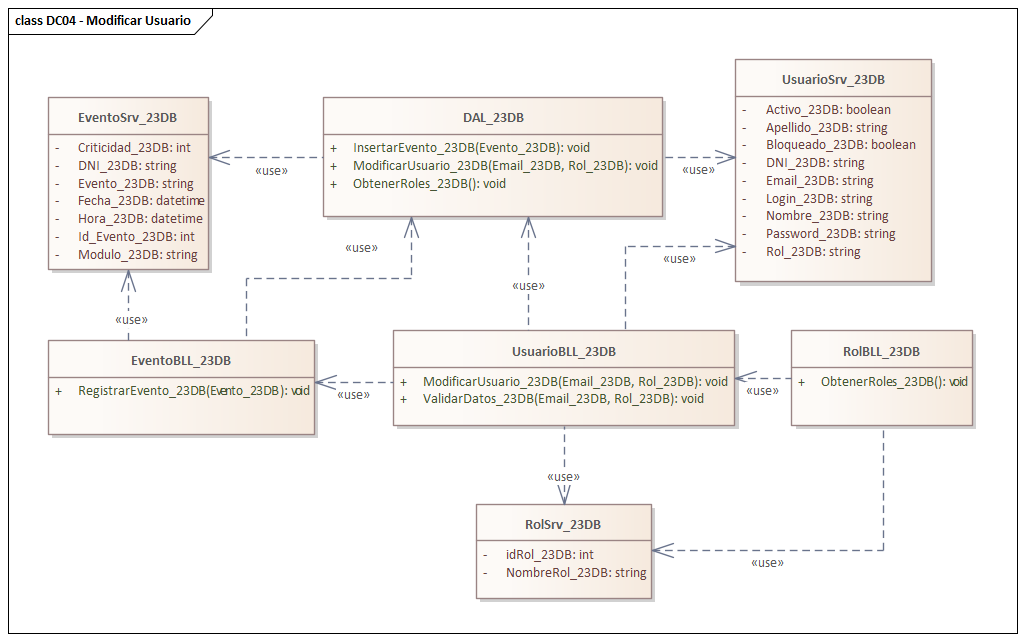 class DC04 - Modificar Usuario
EventoSrv_23DB
- Criticidad_23DB: int
- DNI_23DB: string
- Evento_23DB: string
- Fecha_23DB: datetime
- Hora_23DB: datetime
- Id_Evento_23DB: int
- Modulo_23DB: string
DAL_23DB
+ InsertarEvento_23DB(Evento_23DB): void
+ ModificarUsuario_23DB(Email_23DB, Rol_23DB): void
+ ObtenerRoles_23DB(): void
UsuarioSrv_23DB
- Activo_23DB: boolean
- Apellido_23DB: string
- Bloqueado_23DB: boolean
- DNI_23DB: string
- Email_23DB: string
- Login_23DB: string
- Nombre_23DB: string
- Password_23DB: string
- Rol_23DB: string
«use»
«use»
«use»
«use»
«use»
«use»
EventoBLL_23DB
+ RegistrarEvento_23DB(Evento_23DB): void
UsuarioBLL_23DB
+ ModificarUsuario_23DB(Email_23DB, Rol_23DB): void
+ ValidarDatos_23DB(Email_23DB, Rol_23DB): void
RolBLL_23DB
+ ObtenerRoles_23DB(): void
«use»
«use»
«use»
RolSrv_23DB
- idRol_23DB: int
- NombreRol_23DB: string
«use»